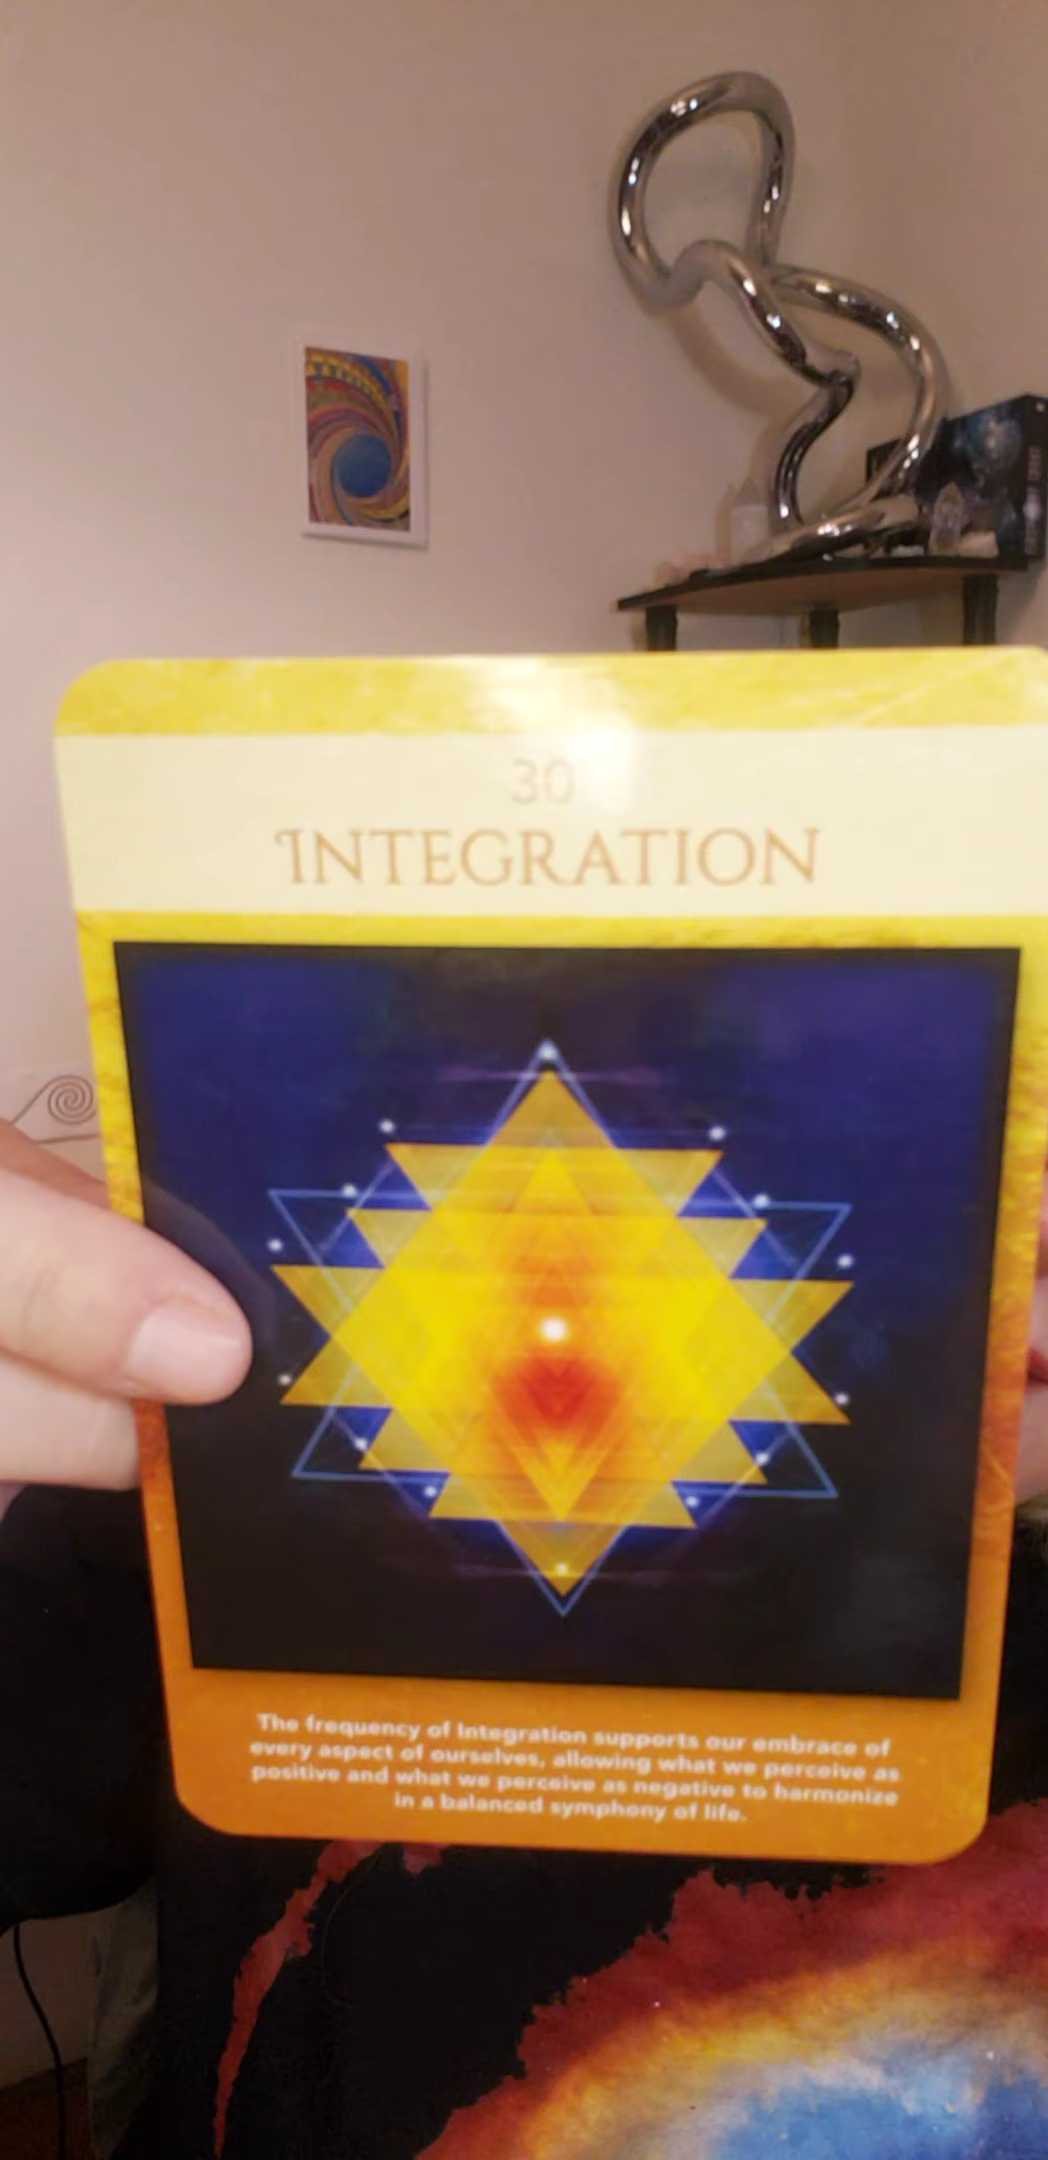 30
INTEGRATION
The frequency of Integration supports our embrace of
every aspect of ourselves, allowing what we perceive as
positive and what we perceive as negative to harmonize
in a balanced symphony of life.